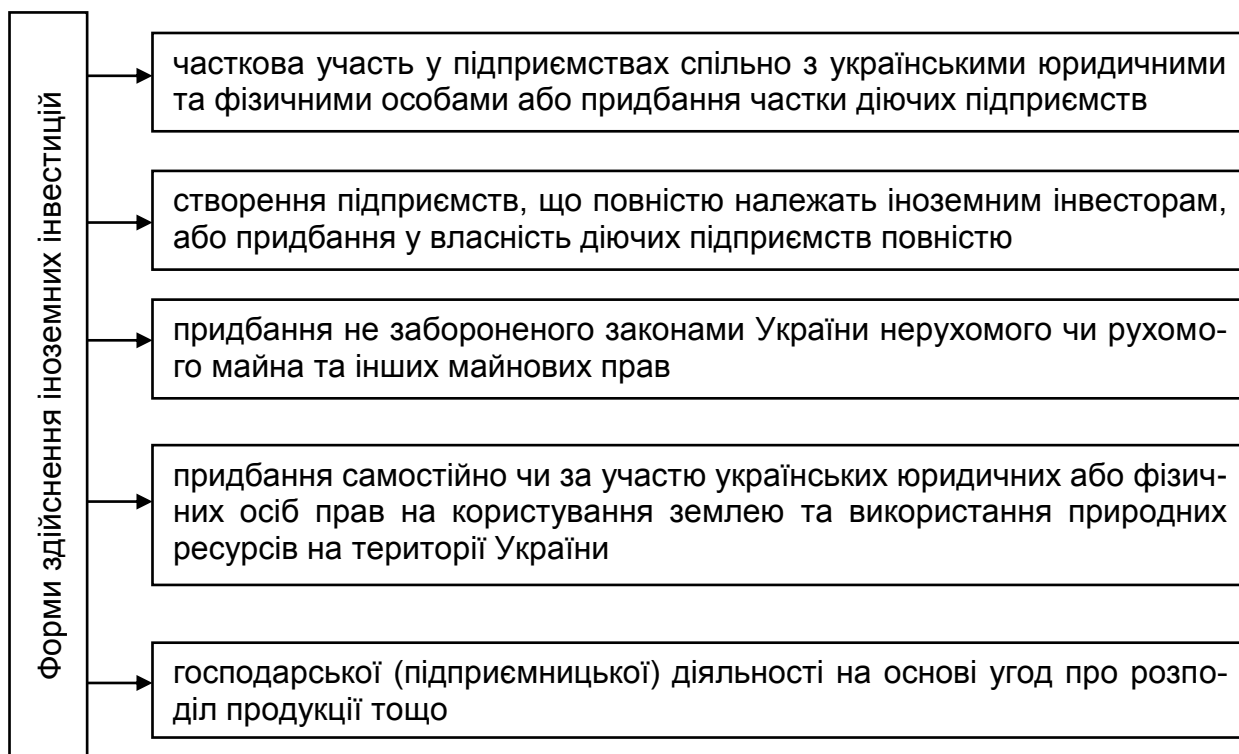 Форми здійснення іноземних інвестицій
часткова участь у підприємствах спільно з українськими юридичними
та фізичними особами або придбання частки діючих підприємств
створення підприємств, що повністю належать іноземним інвесторам,
або придбання у власність діючих підприємств повністю
придбання не забороненого законами України нерухомого чи рухомо-
го майна та інших майнових прав
придбання самостійно чи за участю українських юридичних або фізич-
них осіб прав на користування землею та використання природних
ресурсів на території України
господарської (підприємницької) діяльності на основі угод про розпо-
діл продукції тощо